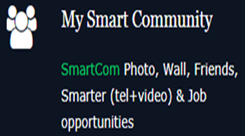 My Smart Community
SmartCom Photo, Wall, Friends,
Smarter (tel+video) & Job
opportunities